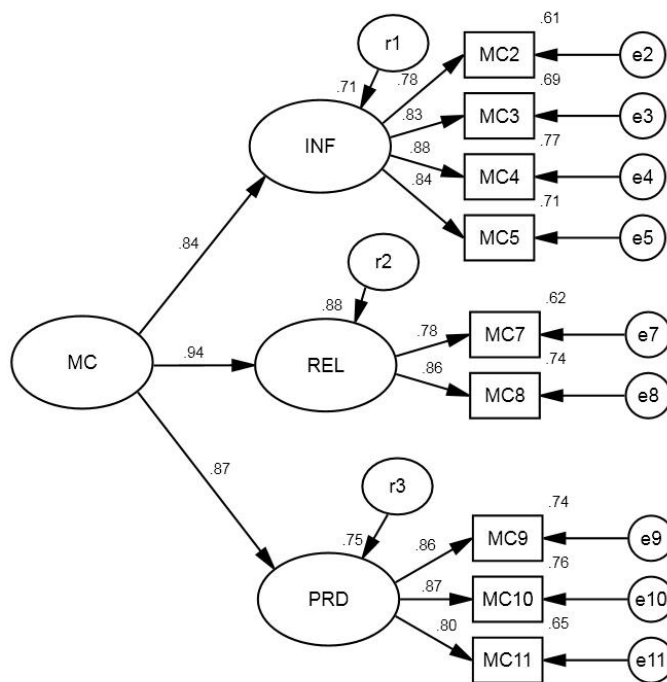 .61
r1
MC2
e2
.78
.69
.71
.83
MC3
e3
INF
.77
.88
MC4
e4
.84
.71
MC5
e5
.84
r2
.62
.88
.78
MC7
e7
MC
.94
REL
.74
.86
MC8
e8
.87
r3
.74
.75
.86
MC9
e9
.76
PRD
.87
MC10
e10
.80
.65
MC11
e11